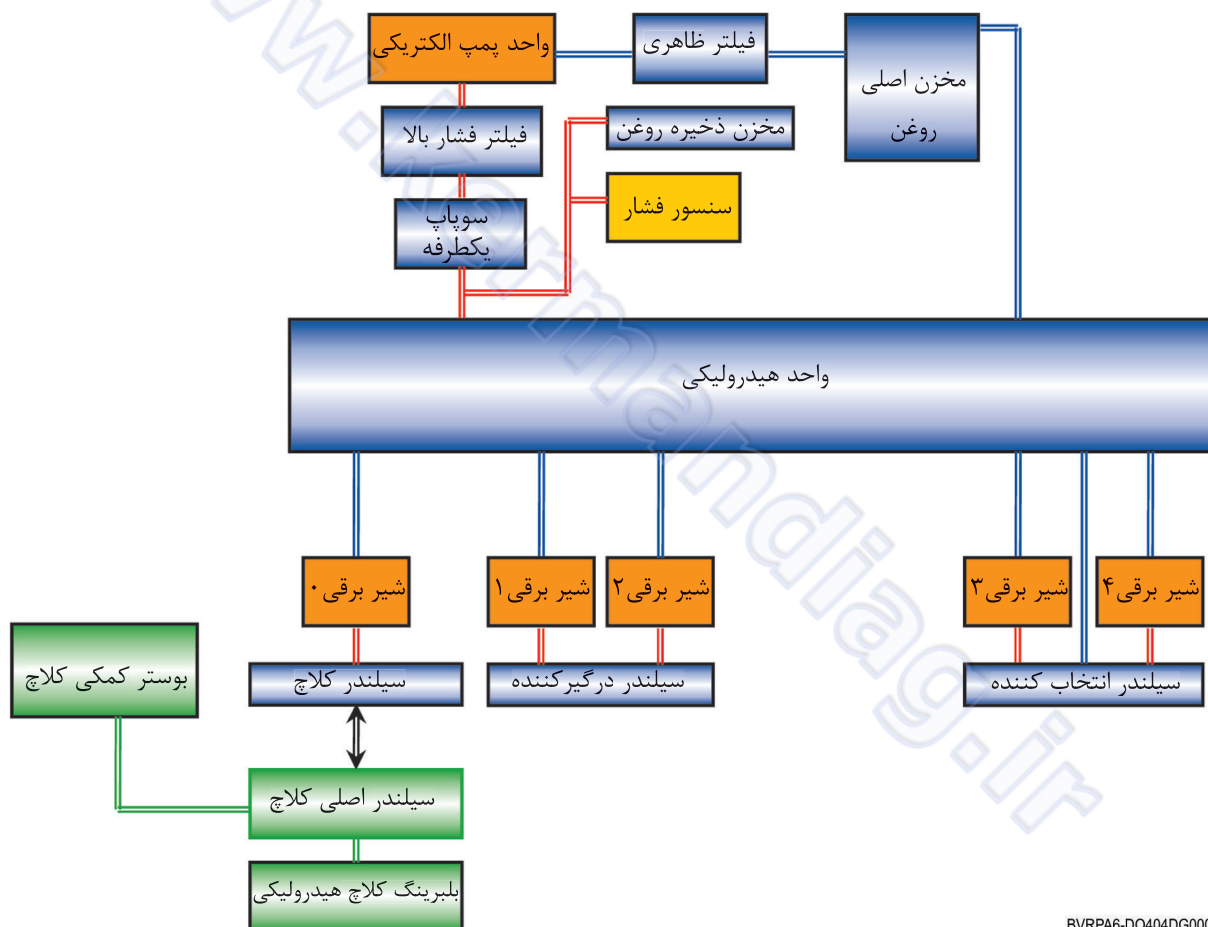 واحد پمپ الکتریکی
فیلتر ظاهری
مخزن اصلی
روغن
فیلتر فشار بالا
مخزن ذخیره روغن
سنسور فشار
سوپاپ
یکطرفه
واحد هیدرولیکی
شیر برقی۰
شیر برقی۱
شیر برقی۲
شیر برقی۳
شیر برقی۴
بوستر کمکی کلاچ
سیلندر کلاچ
سیلندر درگیرکننده
سیلندر انتخاب کننده
سیلندر اصلی کلاچ
بلبرینگ کلاچ هیدرولیکی
www.kermandiag.ir